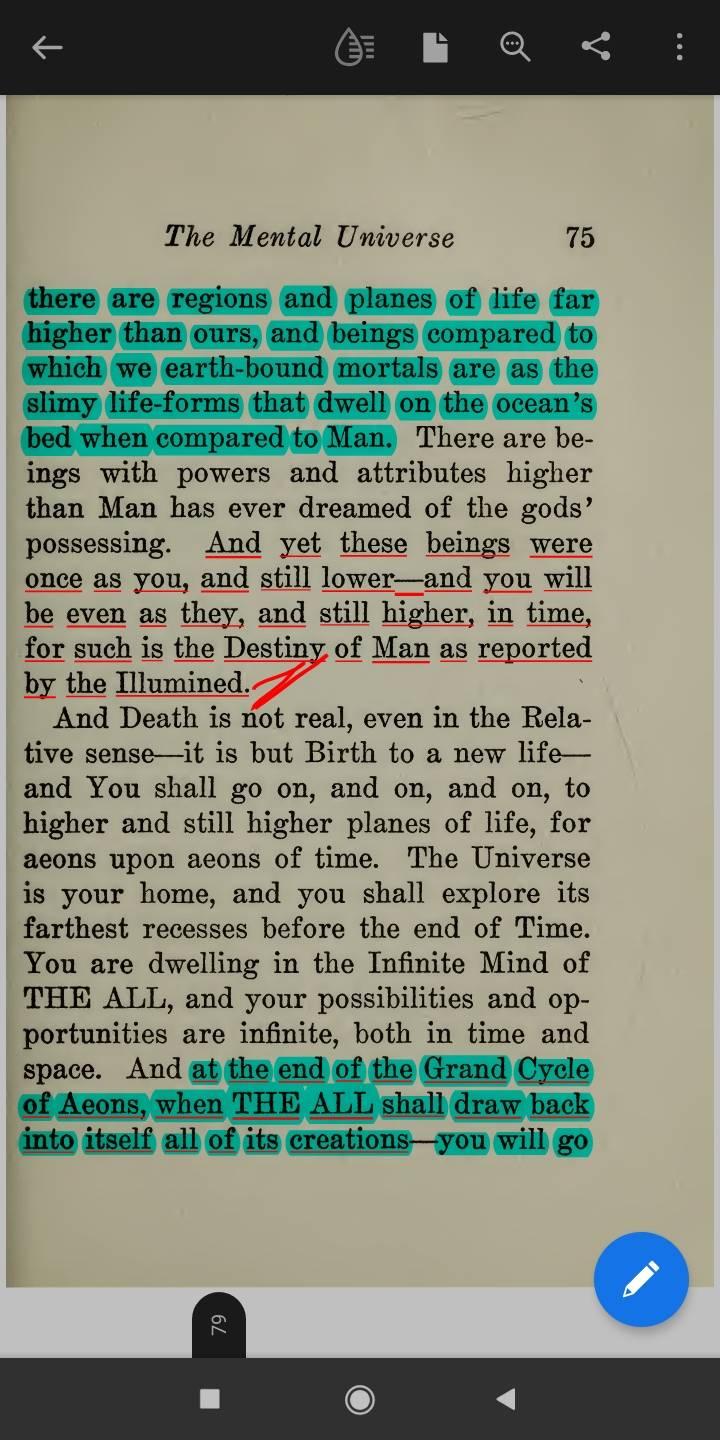 The Mental Universe 75
there are regions and planes of life far
higher than ours, and beings compared to
which we earth-bound mortals are as the
slimy life-forms that dwell on the ocean's
bed when compared to Man. There are be-
ings with powers and attributes higher
than Man has ever dreamed of the gods'
possessing. And yet these beings were
once as you, and still lower—and you will
be even as they, and still higher, in time,
for such is the Destiny of Man as reported
by the Illumined.
And Death is not real, even in the Rela-
tive sense—it is but Birth to a new life—
and You shall go on, and on, and on, to
higher and still higher planes of life, for
aeons upon aeons of time. The Universe
is your home, and you shall explore its
farthest recesses before the end of Time.
You are dwelling in the Infinite Mind of
THE ALL, and your possibilities and op-
portunities are infinite, both in time and
space. And at the end of the Grand Cycle
of Aeons, when THE ALL shall draw back
into itself all of its creations—you will go
79